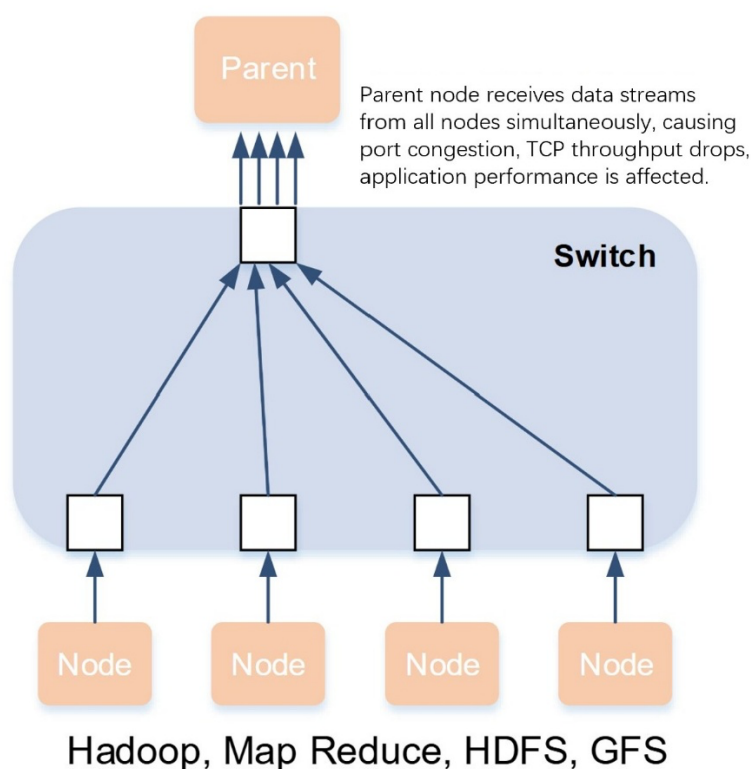 Parent
Parent node receives data streams
from all nodes simultaneously, causing
port congestion, TCP throughput drops,
application performance is affected.
Switch
Node Node Node Node
Hadoop, Map Reduce, HDFS, GFS